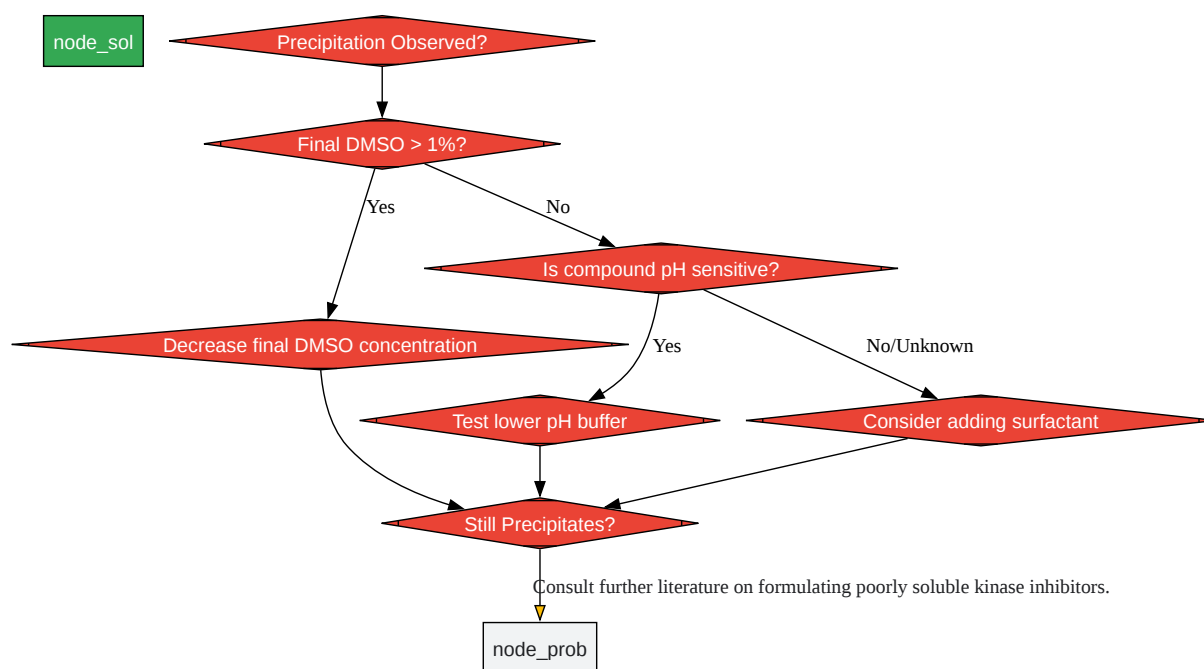 node_sol
Precipitation Observed?
Final DMSO > 1%?
Yes
No
Is compound pH sensitive?
Decrease final DMSO concentration
Yes
No/Unknown
Test lower pH buffer
Consider adding surfactant
Still Precipitates?
Consult further literature on formulating poorly soluble kinase inhibitors.
node_prob